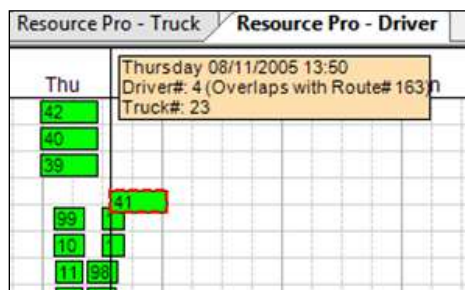 Resource Pro - Truck Resource Pro - Driver
Thu
Thursday 08/11/2005 13:50
Driver#: 4 (Overlaps with Route# 163)
Truck#: 23
n
42
40
39
41
99
10
11 98